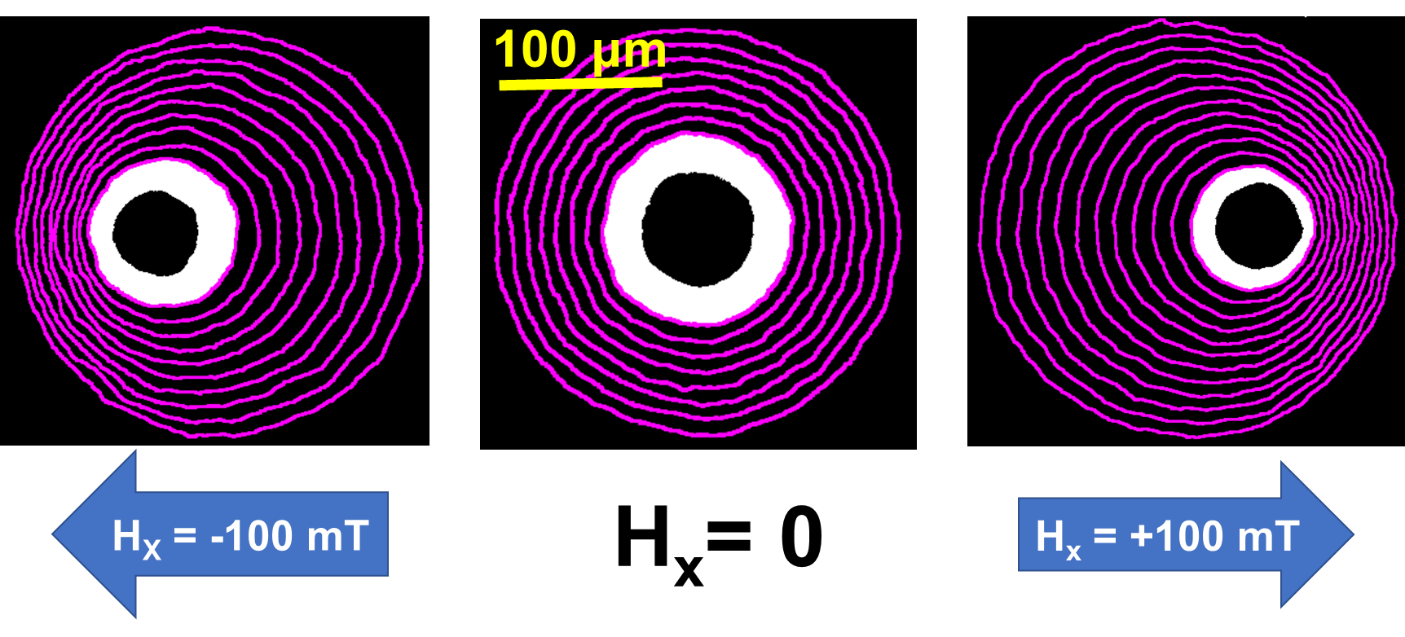 100 μm
Hx = -100 mT
Hx= 0
Hx = +100 mT